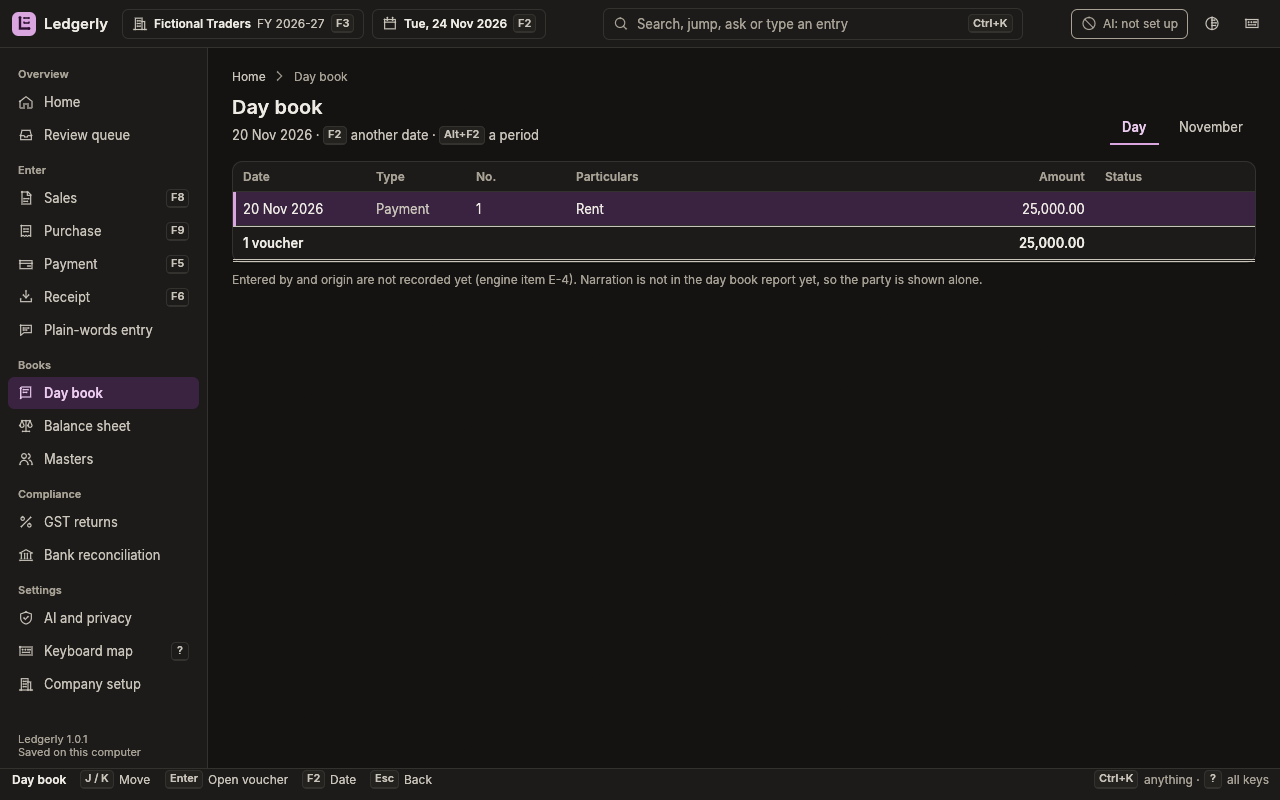 Ledgerly
Fictional Traders FY 2026-27 F3
Tue, 24 Nov 2026 F2
Search, jump, ask or type an entry Ctrl+K
AI: not set up
Overview
Home
Review queue
Enter
Sales F8
Purchase F9
Payment F5
Receipt F6
Plain-words entry
Books
Day book
Balance sheet
Masters
Compliance
GST returns
Bank reconciliation
Settings
AI and privacy
Keyboard map ?
Company setup
Ledgerly 1.0.1
Saved on this computer
Home > Day book
Day book
20 Nov 2026 · F2 another date · Alt+F2 a period
Day November
Date Type No. Particulars Amount Status
20 Nov 2026 Payment 1 Rent 25,000.00
1 voucher 25,000.00
Entered by and origin are not recorded yet (engine item E-4). Narration is not in the day book report yet, so the party is shown alone.
Day book J / K Move Enter Open voucher F2 Date Esc Back
Ctrl+K anything · ? all keys